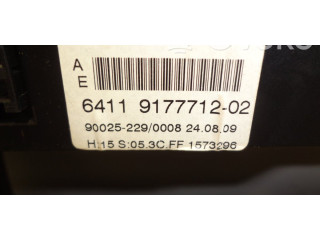 A
E
6411 9177712-02
90025-229/0008 24.08.09
H:15 S:05.3C.FF 1573296